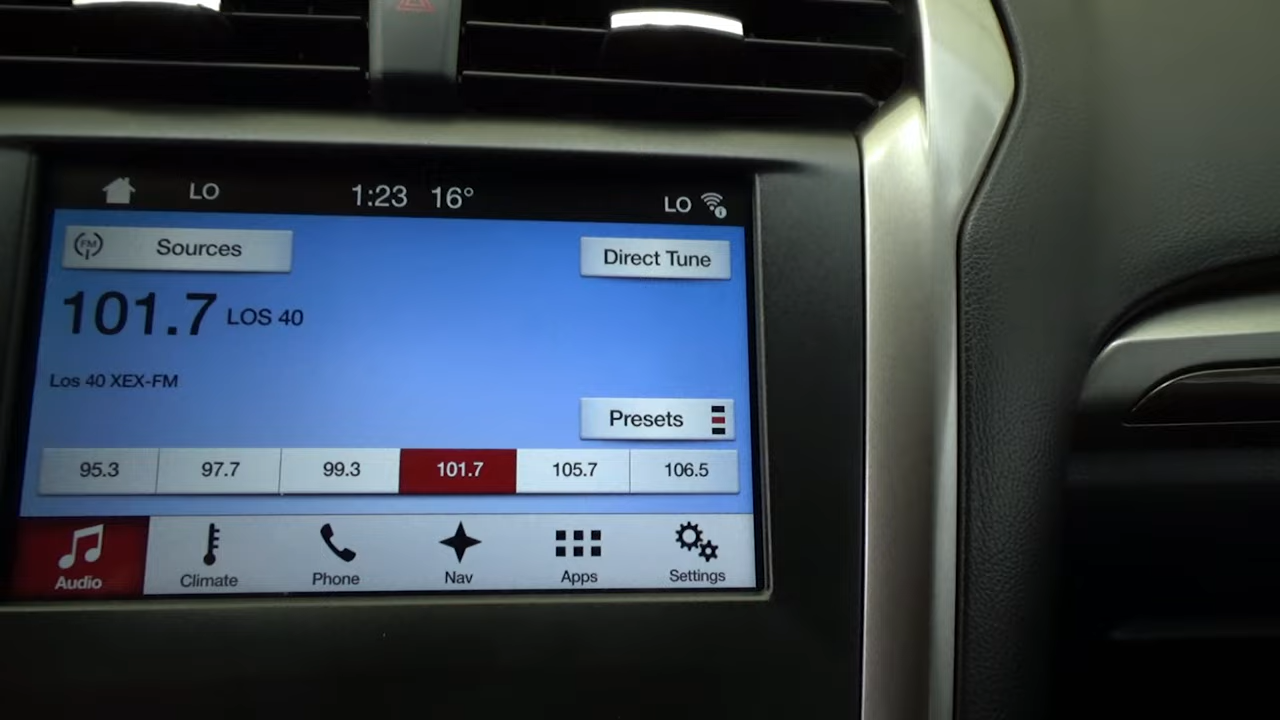 LO 1:23 16° LO
FM Sources
Direct Tune
101.7 LOS 40
Los 40 XEX-FM
Presets
95.3 97.7 99.3 101.7 105.7 106.5
Audio Climate Phone Nav Apps Settings